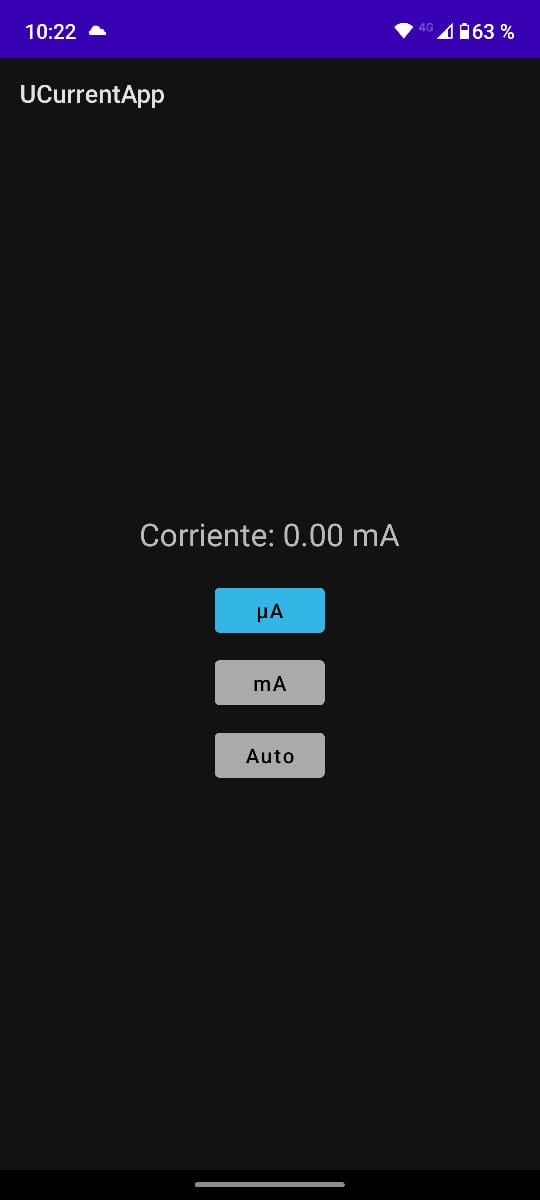 10:22 4G 63 %
UCurrentApp
Corriente: 0.00 mA
µA
mA
Auto